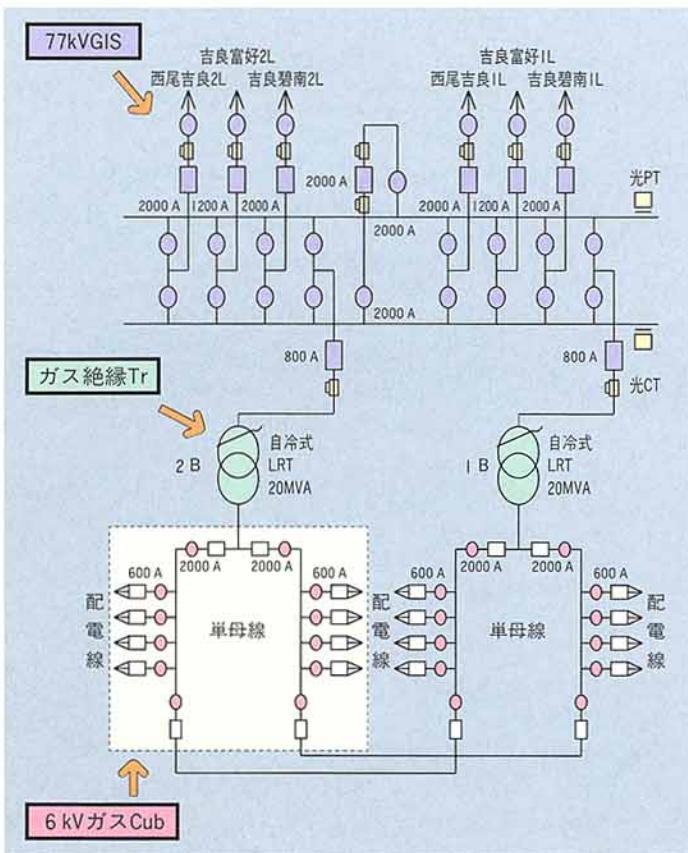 77kVGIS
吉良富好2L
西尾吉良2L 吉良碧南2L
吉良富好1L
西尾吉良1L 吉良碧南1L
光PT
2000 A
2000 A 1200 A 2000 A
2000 A 1200 A 2000 A
2000 A
2000 A
800 A
800 A
光CT
ガス絶縁Tr
2 B
自冷式
LRT
20MVA
1 B
自冷式
LRT
20MVA
2000 A 2000 A
2000 A 2000 A
600 A 600 A
600 A 600 A
配電線
単母線
配電線
単母線
配電線
6 kVガスCub